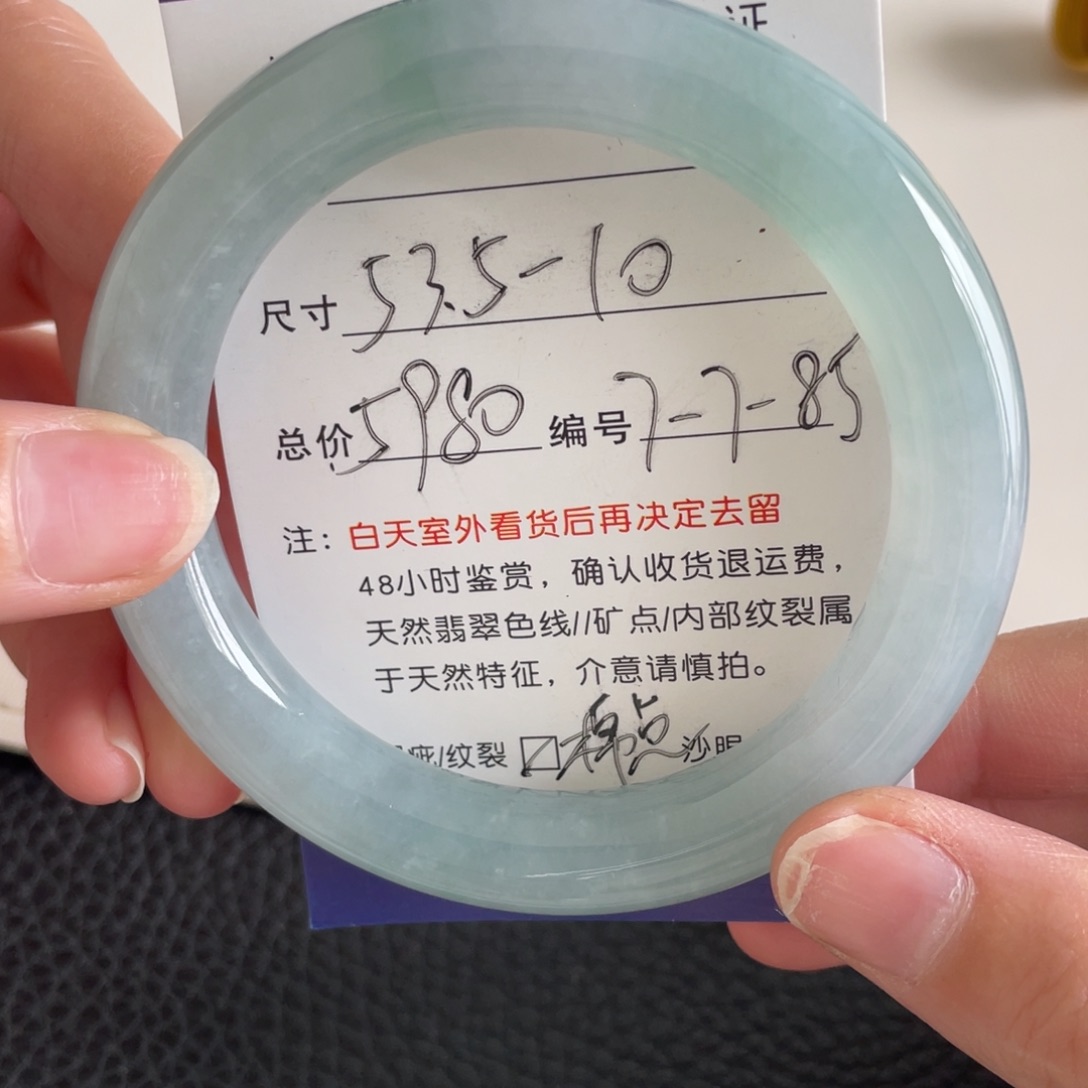 证
尺寸 53.5-10
总价 5980 编号 7-7-85
注：白天室外看货后再决定去留
48小时鉴赏，确认收货退运费，
天然翡翠色线//矿点/内部纹裂属
于天然特征，介意请慎拍。
疵/纹裂 棉点 沙眼